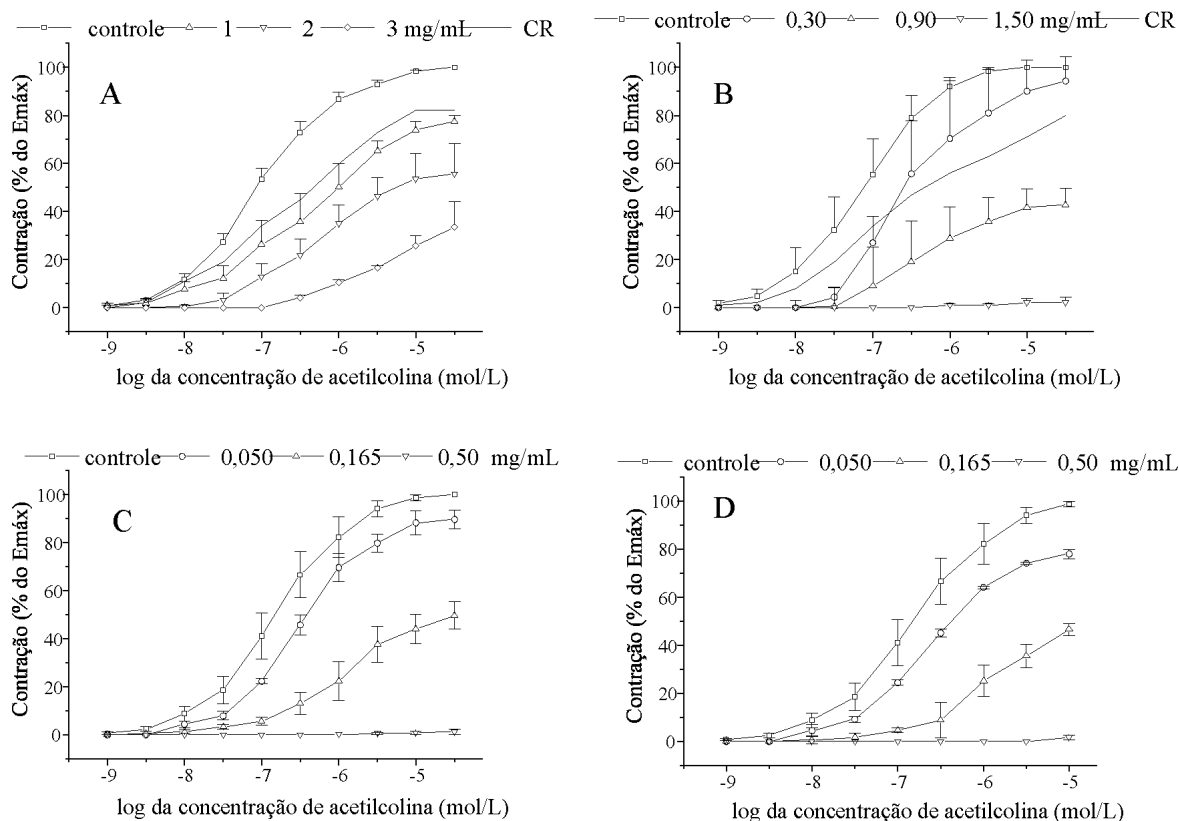 controle 1 2 3 mg/mL CR
A
Contração (% do Emáx)
100
80
60
40
20
0
-9 -8 -7 -6 -5
log da concentração de acetilcolina (mol/L)
controle 0,30 0,90 1,50 mg/mL CR
B
Contração (% do Emáx)
100
80
60
40
20
0
-9 -8 -7 -6 -5
log da concentração de acetilcolina (mol/L)
controle 0,050 0,165 0,50 mg/mL
C
Contração (% do Emáx)
100
80
60
40
20
0
-9 -8 -7 -6 -5
log da concentração de acetilcolina (mol/L)
controle 0,050 0,165 0,50 mg/mL
D
Contração (% do Emáx)
100
80
60
40
20
0
-9 -8 -7 -6 -5
log da concentração de acetilcolina (mol/L)